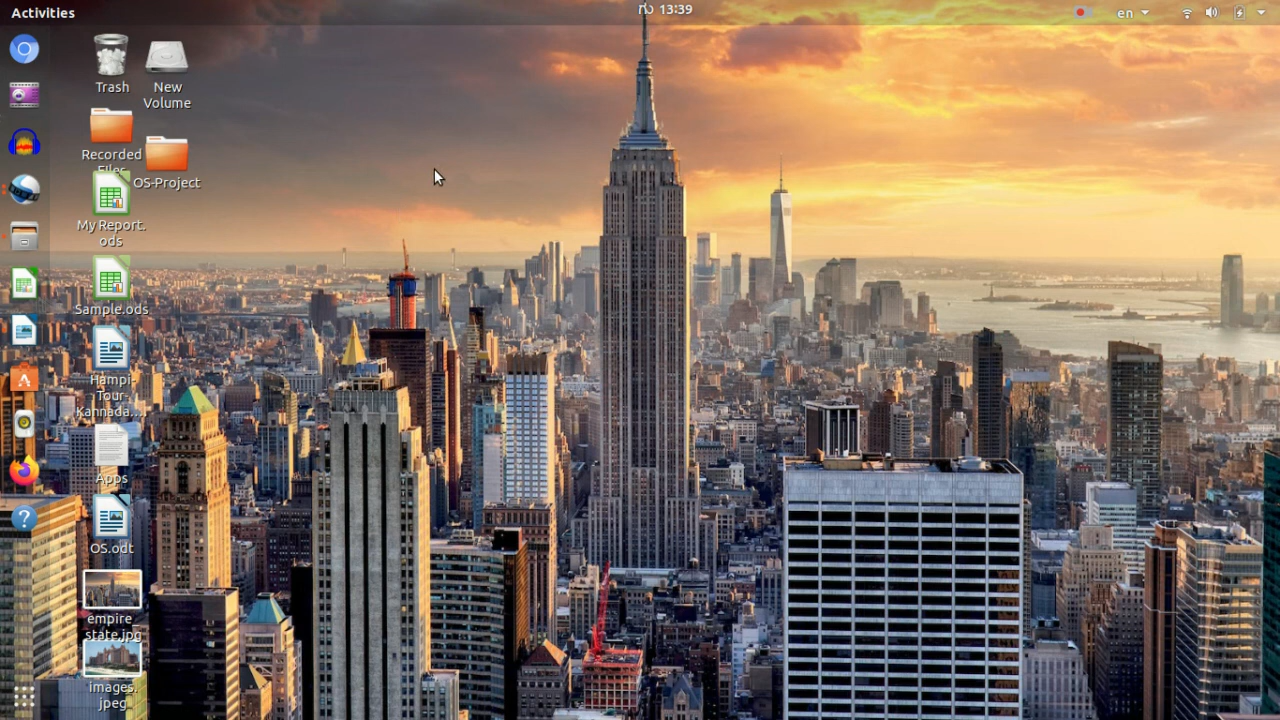 Activities
13:39
en
Trash
New
Volume
Recorded
Files
OS-Project
My Report.
ods
Sample.ods
Hampi-
Tour-
Kannada....
Apps
OS.odt
empire
state.jpg
images.
jpeg